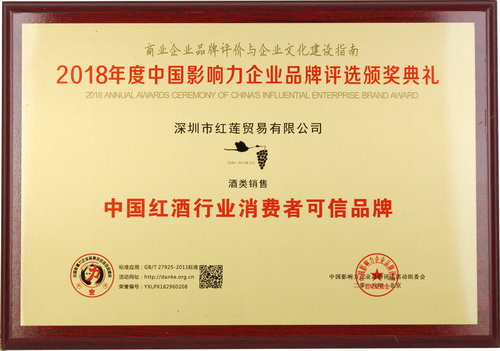 商业企业品牌评价与企业文化建设指南
2018年度中国影响力企业品牌评选颁奖典礼
2018 ANNUAL AWARDS CEREMONY OF CHINA'S INFLUENTIAL ENTERPRISE BRAND AWARD
深圳市红莲贸易有限公司
酒类销售
中国红酒行业消费者可信品牌
标准应用：GB/T 27925-2011标准
活动网址：http://danke.org.cn
荣誉编号：YXLPX182960208